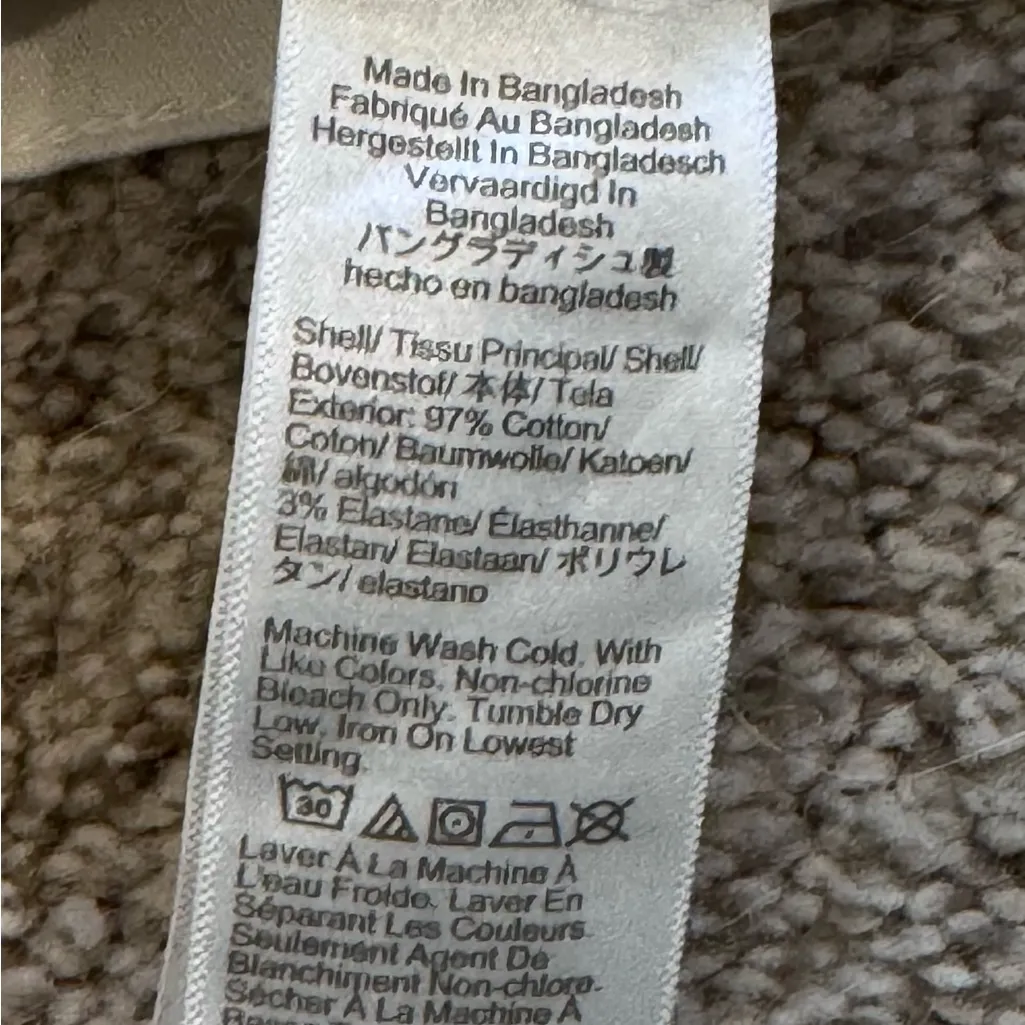 Made In Bangladesh
Fabriqué Au Bangladesh
Hergestellt In Bangladesch
Vervaardigd In
Bangladesh
バングラディシュ製
hecho en bangladesh
Shell/ Tissu Principal/ Shell/
Bovenstof/ 本体/ Tela
Exterior: 97% Cotton/
Coton/ Baumwolle/ Katoen/
綿/ algodón
3% Elastane/ Élasthanne/
Elastan/ Elastaan/ ポリウレ
タン/ elastano
Machine Wash Cold. With
Like Colors. Non-chlorine
Bleach Only. Tumble Dry
Low. Iron On Lowest
Setting.
30
Laver À La Machine À
L'eau Froide. Laver En
Séparant Les Couleurs.
Seulement Agent De
Blanchiment Non-chlore.
Sécher À La Machine À